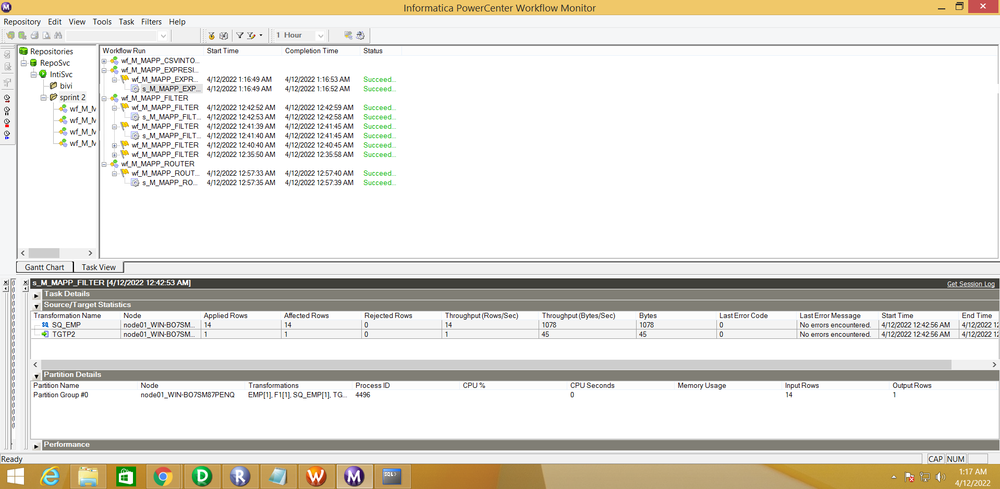 Informatica PowerCenter Workflow Monitor
Repository Edit View Tools Task Filters Help
1 Hour
Repositories
RepoSvc
IntiSvc
bivi
sprint 2
wf_M_M
wf_M_M
wf_M_M
wf_M_M
Workflow Run Start Time Completion Time Status
wf_M_MAPP_CSVINTO...
wf_M_MAPP_EXPRESI...
wf_M_MAPP_EXPR... 4/12/2022 1:16:49 AM 4/12/2022 1:16:53 AM Succeed...
s_M_MAPP_EXP... 4/12/2022 1:16:49 AM 4/12/2022 1:16:52 AM Succeed...
wf_M_MAPP_FILTER
wf_M_MAPP_FILTER 4/12/2022 12:42:52 AM 4/12/2022 12:42:59 AM Succeed...
s_M_MAPP_FILT... 4/12/2022 12:42:53 AM 4/12/2022 12:42:58 AM Succeed...
wf_M_MAPP_FILTER 4/12/2022 12:41:39 AM 4/12/2022 12:41:45 AM Succeed...
s_M_MAPP_FILT... 4/12/2022 12:41:40 AM 4/12/2022 12:41:45 AM Succeed...
wf_M_MAPP_FILTER 4/12/2022 12:40:40 AM 4/12/2022 12:40:45 AM Succeed...
wf_M_MAPP_FILTER 4/12/2022 12:35:50 AM 4/12/2022 12:35:58 AM Succeed...
wf_M_MAPP_ROUTER
wf_M_MAPP_ROUT... 4/12/2022 12:57:33 AM 4/12/2022 12:57:40 AM Succeed...
s_M_MAPP_RO... 4/12/2022 12:57:35 AM 4/12/2022 12:57:39 AM Succeed...
Gantt Chart Task View
s_M_MAPP_FILTER [4/12/2022 12:42:53 AM] Get Session Log
Task Details
Source/Target Statistics
Transformation Name Node Applied Rows Affected Rows Rejected Rows Throughput (Rows/Sec) Throughput (Bytes/Sec) Bytes Last Error Code Last Error Message Start Time End Time
SQ SQ_EMP node01_WIN-BO7SM... 14 14 0 14 1078 1078 0 No errors encountered. 4/12/2022 12:42:56 AM 4/12/2022 12
TGTP2 node01_WIN-BO7SM... 1 1 0 1 45 45 0 No errors encountered. 4/12/2022 12:42:56 AM 4/12/2022 12
Partition Details
Partition Name Node Transformations Process ID CPU % CPU Seconds Memory Usage Input Rows Output Rows
Partition Group #0 node01_WIN-BO7SM87PENQ EMP[1], F1[1], SQ_EMP[1], TG... 4496 0 14 1
Performance
Ready CAP NUM
D R W M SQL>
1:17 AM
4/12/2022